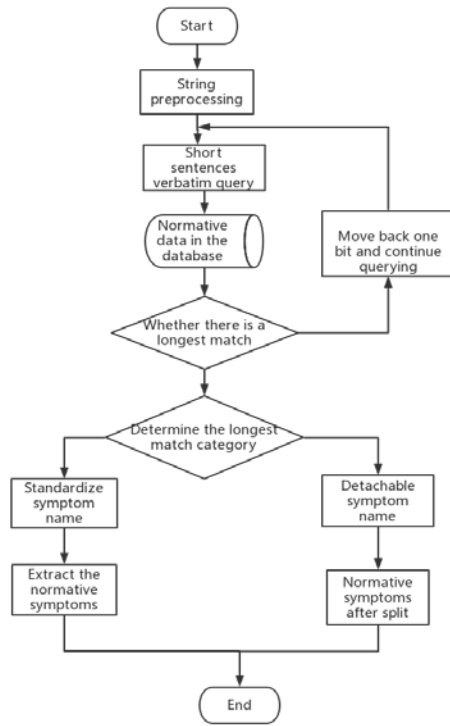 Start
String
preprocessing
Short
sentences
verbatim query
Normative
data in the
database
Move back one
bit and continue
querying
Whether there is a
longest match
Determine the longest
match category
Standardize
symptom
name
Detachable
symptom
name
Extract the
normative
symptoms
Normative
symptoms
after split
End